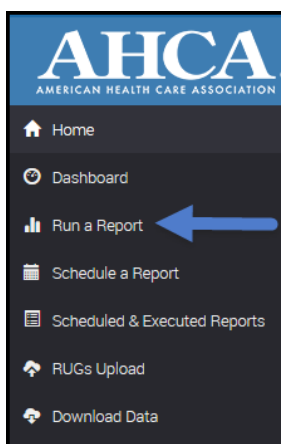 AHCA
AMERICAN HEALTH CARE ASSOCIATION
Home
Dashboard
Run a Report
Schedule a Report
Scheduled & Executed Reports
RUGs Upload
Download Data